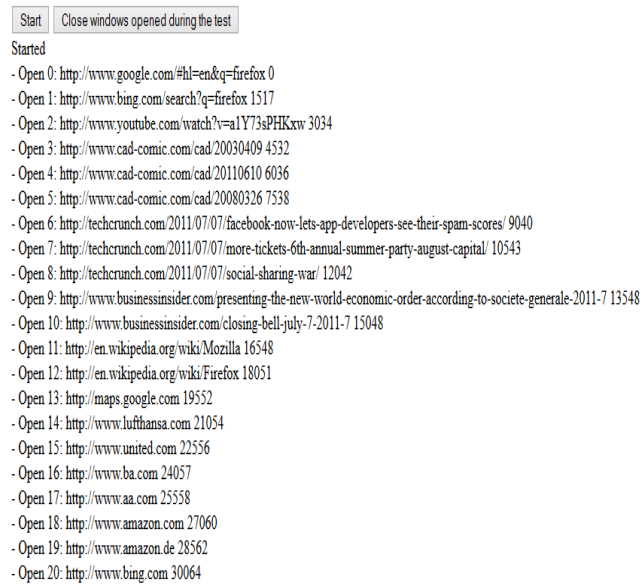 Start Close windows opened during the test
Started
- Open 0: http://www.google.com/#hl=en&q=firefox 0
- Open 1: http://www.bing.com/search?q=firefox 1517
- Open 2: http://www.youtube.com/watch?v=a1Y73sPHKxw 3034
- Open 3: http://www.cad-comic.com/cad/20030409 4532
- Open 4: http://www.cad-comic.com/cad/20110610 6036
- Open 5: http://www.cad-comic.com/cad/20080326 7538
- Open 6: http://techcrunch.com/2011/07/07/facebook-now-lets-app-developers-see-their-spam-scores/ 9040
- Open 7: http://techcrunch.com/2011/07/07/more-tickets-6th-annual-summer-party-august-capital/ 10543
- Open 8: http://techcrunch.com/2011/07/07/social-sharing-war/ 12042
- Open 9: http://www.businessinsider.com/presenting-the-new-world-economic-order-according-to-societe-generale-2011-7 13548
- Open 10: http://www.businessinsider.com/closing-bell-july-7-2011-7 15048
- Open 11: http://en.wikipedia.org/wiki/Mozilla 16548
- Open 12: http://en.wikipedia.org/wiki/Firefox 18051
- Open 13: http://maps.google.com 19552
- Open 14: http://www.lufthansa.com 21054
- Open 15: http://www.united.com 22556
- Open 16: http://www.ba.com 24057
- Open 17: http://www.aa.com 25558
- Open 18: http://www.amazon.com 27060
- Open 19: http://www.amazon.de 28562
- Open 20: http://www.bing.com 30064